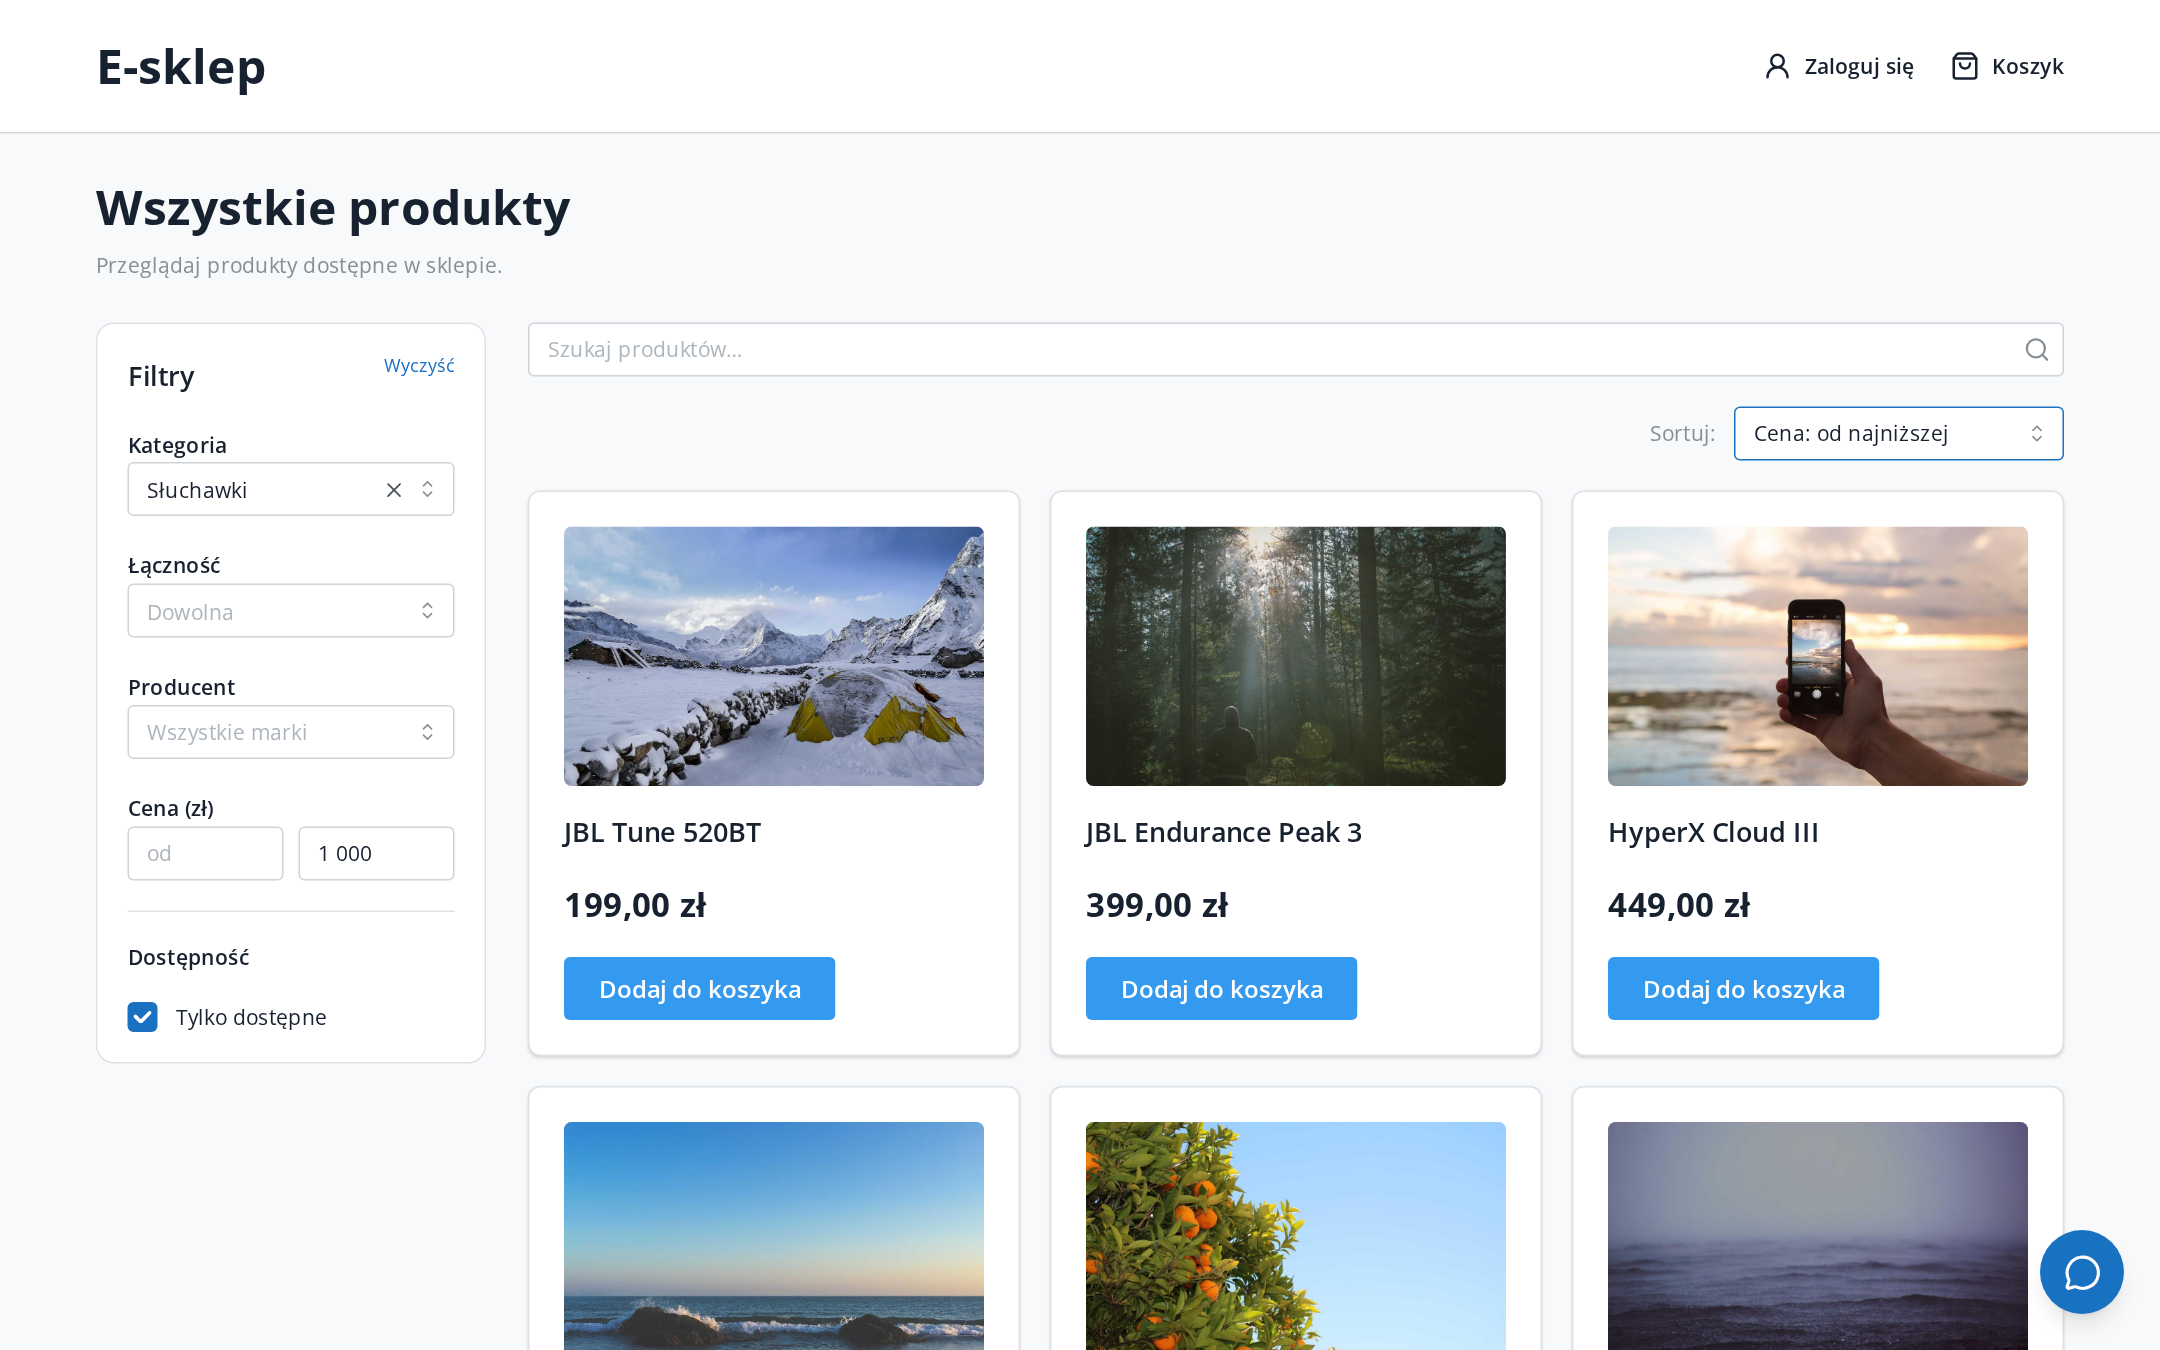 E-sklep
Zaloguj się
Koszyk
Wszystkie produkty
Przeglądaj produkty dostępne w sklepie.
Filtry
Wyczyść
Kategoria
Słuchawki
Łączność
Dowolna
Producent
Wszystkie marki
Cena (zł)
od
1 000
Dostępność
Tylko dostępne
Szukaj produktów...
Sortuj:
Cena: od najniższej
JBL Tune 520BT
199,00 zł
Dodaj do koszyka
JBL Endurance Peak 3
399,00 zł
Dodaj do koszyka
HyperX Cloud III
449,00 zł
Dodaj do koszyka